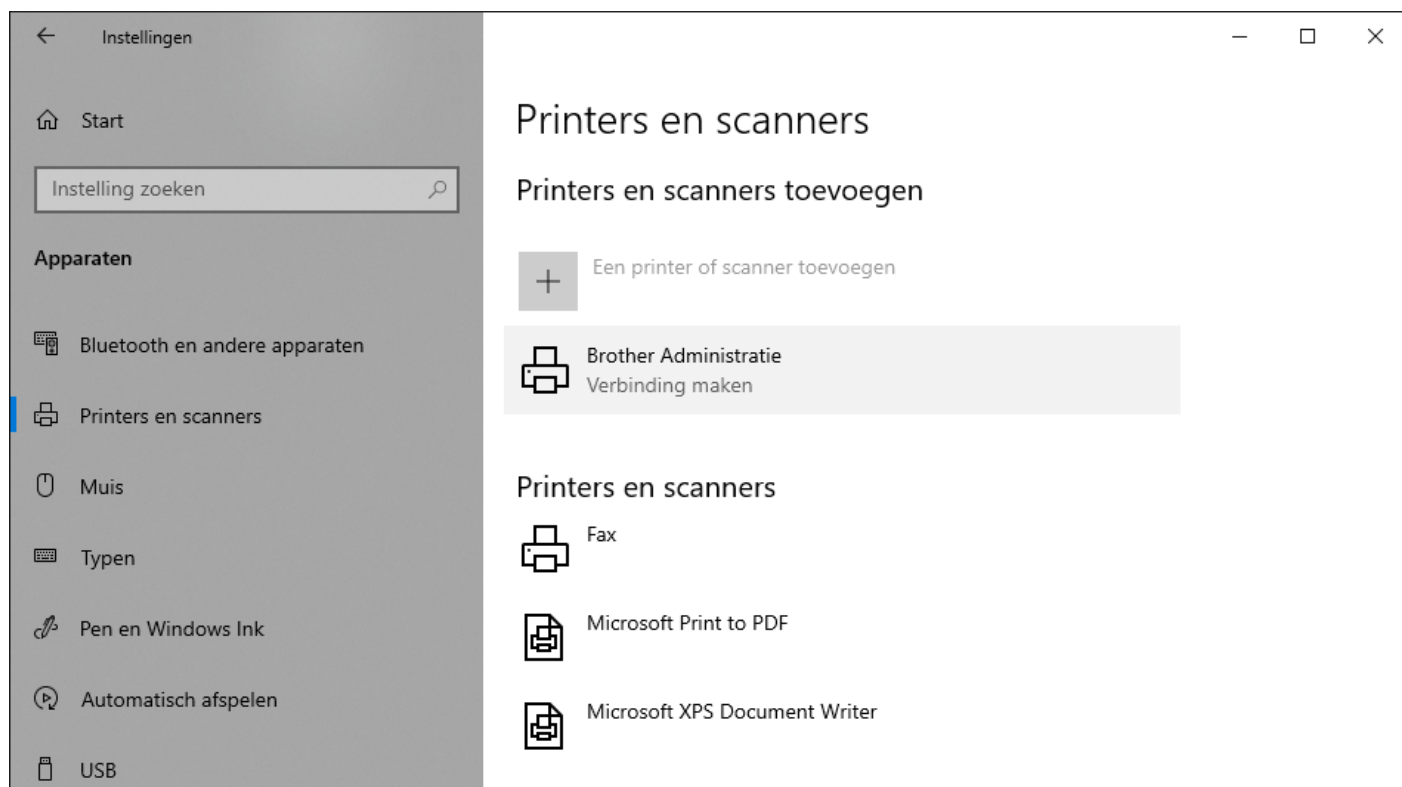 Instellingen
Start
Instelling zoeken
Apparaten
Bluetooth en andere apparaten
Printers en scanners
Muis
Typen
Pen en Windows Ink
Automatisch afspelen
USB
Printers en scanners
Printers en scanners toevoegen
Een printer of scanner toevoegen
Brother Administratie
Verbinding maken
Printers en scanners
Fax
Microsoft Print to PDF
Microsoft XPS Document Writer